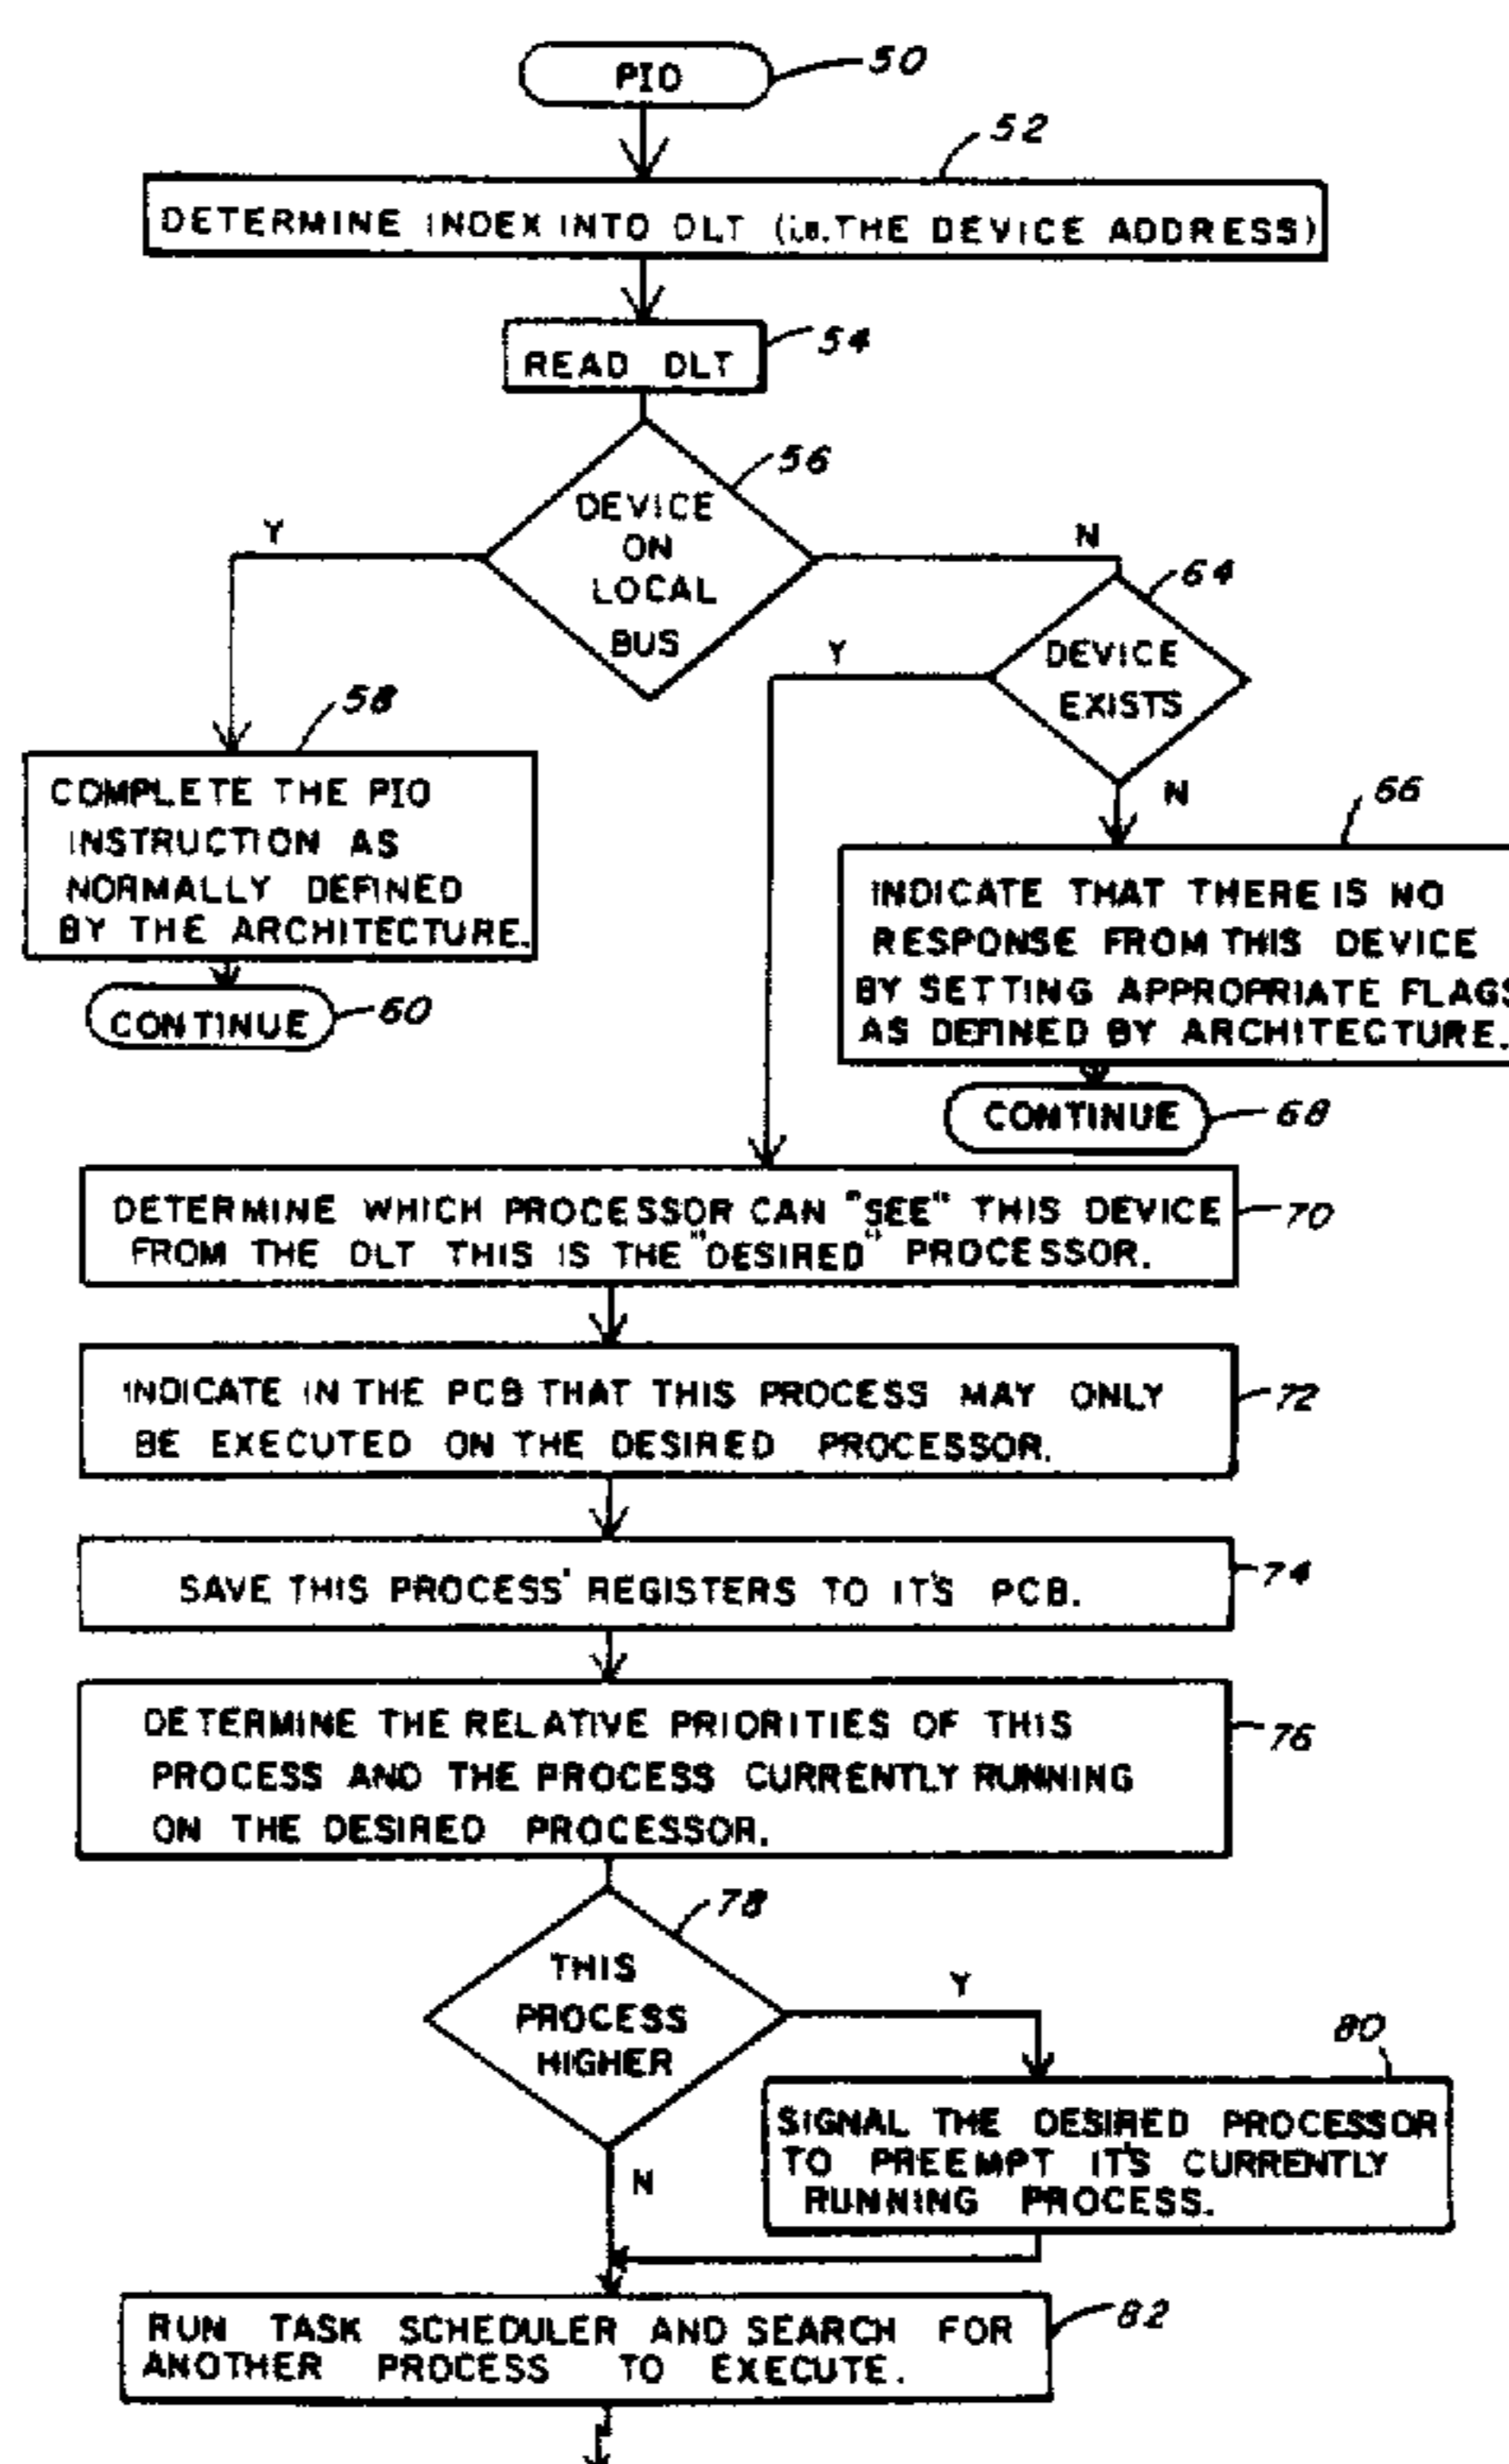 PIO
50
52
DETERMINE INDEX INTO DLT (i.e. THE DEVICE ADDRESS)
54
READ DLT
56
DEVICE
ON
LOCAL
BUS
Y
N
64
DEVICE
EXISTS
Y
N
58
COMPLETE THE PIO
INSTRUCTION AS
NORMALLY DEFINED
BY THE ARCHITECTURE.
CONTINUE
60
66
INDICATE THAT THERE IS NO
RESPONSE FROM THIS DEVICE
BY SETTING APPROPRIATE FLAGS
AS DEFINED BY ARCHITECTURE.
CONTINUE
68
DETERMINE WHICH PROCESSOR CAN "SEE" THIS DEVICE
FROM THE DLT THIS IS THE "DESIRED" PROCESSOR.
70
INDICATE IN THE PCB THAT THIS PROCESS MAY ONLY
BE EXECUTED ON THE DESIRED PROCESSOR.
72
SAVE THIS PROCESS' REGISTERS TO IT'S PCB.
74
DETERMINE THE RELATIVE PRIORITIES OF THIS
PROCESS AND THE PROCESS CURRENTLY RUNNING
ON THE DESIRED PROCESSOR.
76
78
THIS
PROCESS
HIGHER
Y
N
80
SIGNAL THE DESIRED PROCESSOR
TO PREEMPT IT'S CURRENTLY
RUNNING PROCESS.
RUN TASK SCHEDULER AND SEARCH FOR
ANOTHER PROCESS TO EXECUTE.
82